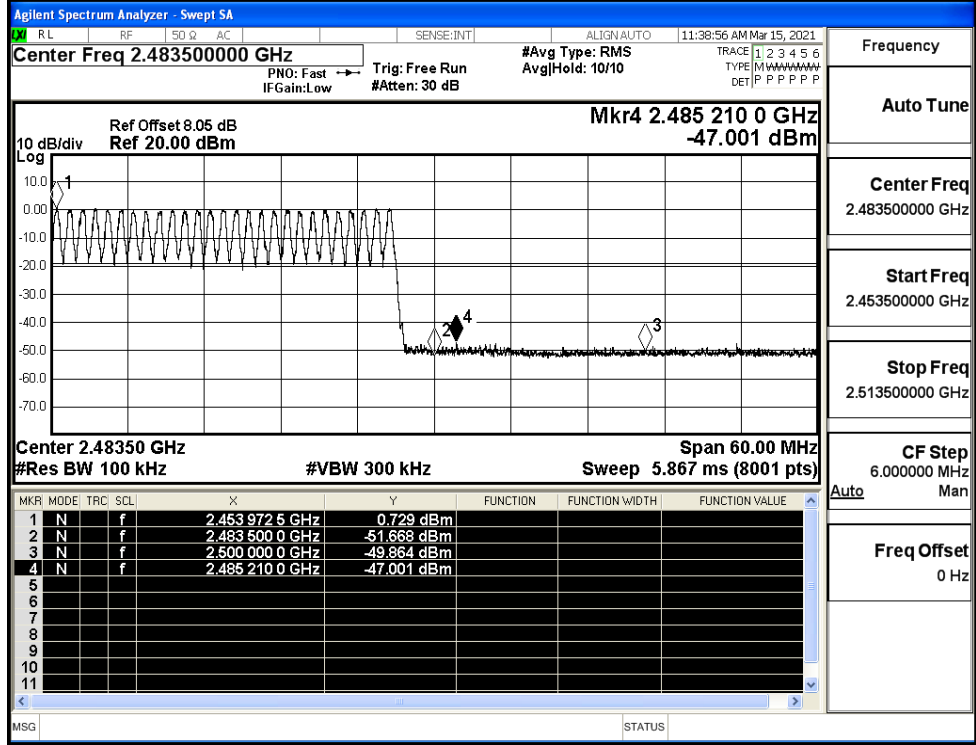 Agilent Spectrum Analyzer - Swept SA
LXI RL RF 50 Ω AC SENSE:INT ALIGNAUTO 11:38:56 AM Mar 15, 2021
Center Freq 2.483500000 GHz
PNO: Fast
IFGain:Low
Trig: Free Run
#Atten: 30 dB
#Avg Type: RMS
Avg|Hold: 10/10
TRACE 1 2 3 4 5 6
TYPE M WWWWW
DET P P P P P P
Ref Offset 8.05 dB
10 dB/div Ref 20.00 dBm
Log
Mkr4 2.485 210 0 GHz
-47.001 dBm
10.0
0.00
-10.0
-20.0
-30.0
-40.0
-50.0
-60.0
-70.0
1
2
4
3
Center 2.48350 GHz Span 60.00 MHz
#Res BW 100 kHz #VBW 300 kHz Sweep 5.867 ms (8001 pts)
MKR MODE TRC SCL X Y FUNCTION FUNCTION WIDTH FUNCTION VALUE
1 N f 2.453 972 5 GHz 0.729 dBm
2 N f 2.483 500 0 GHz -51.668 dBm
3 N f 2.500 000 0 GHz -49.864 dBm
4 N f 2.485 210 0 GHz -47.001 dBm
5
6
7
8
9
10
11
MSG STATUS
Frequency
Auto Tune
Center Freq
2.483500000 GHz
Start Freq
2.453500000 GHz
Stop Freq
2.513500000 GHz
CF Step
6.000000 MHz
Auto Man
Freq Offset
0 Hz